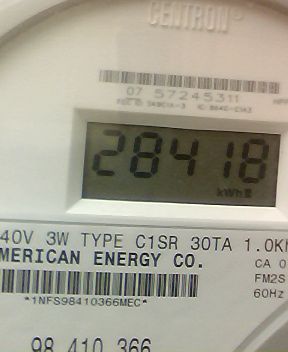 CENTRON
07 57245311
28418
kWh
40V 3W TYPE C1SR 30TA 1.0K
MERICAN ENERGY CO. CA 0
FM2S
60Hz
*1NFS98410366MEC*
98 410 366